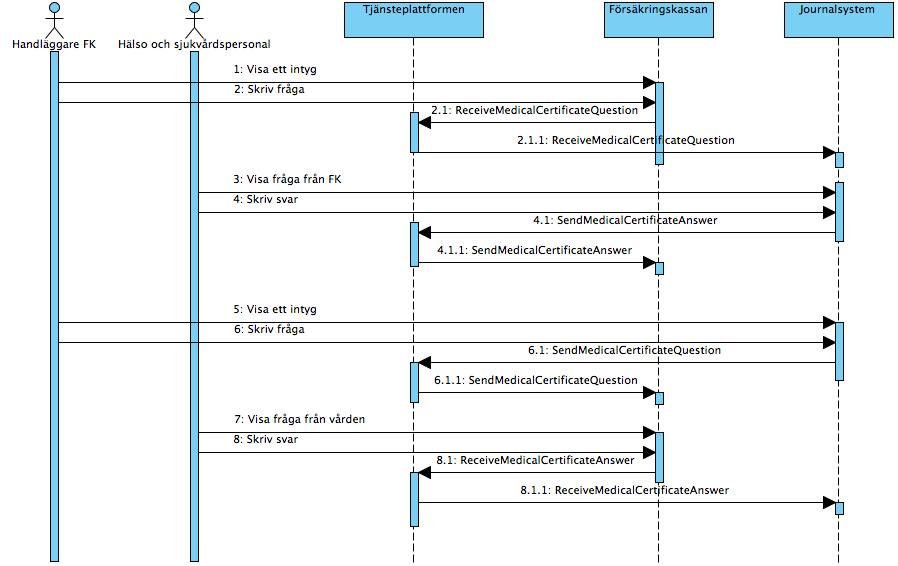 Tjänsteplattformen
Försäkringskassan
Journalsystem
Handläggare FK
Hälso och sjukvårdspersonal
1: Visa ett intyg
2: Skriv fråga
2.1: ReceiveMedicalCertificateQuestion
2.1.1: ReceiveMedicalCertificateQuestion
3: Visa fråga från FK
4: Skriv svar
4.1: SendMedicalCertificateAnswer
4.1.1: SendMedicalCertificateAnswer
5: Visa ett intyg
6: Skriv fråga
6.1: SendMedicalCertificateQuestion
6.1.1: SendMedicalCertificateQuestion
7: Visa fråga från vården
8: Skriv svar
8.1: ReceiveMedicalCertificateAnswer
8.1.1: ReceiveMedicalCertificateAnswer